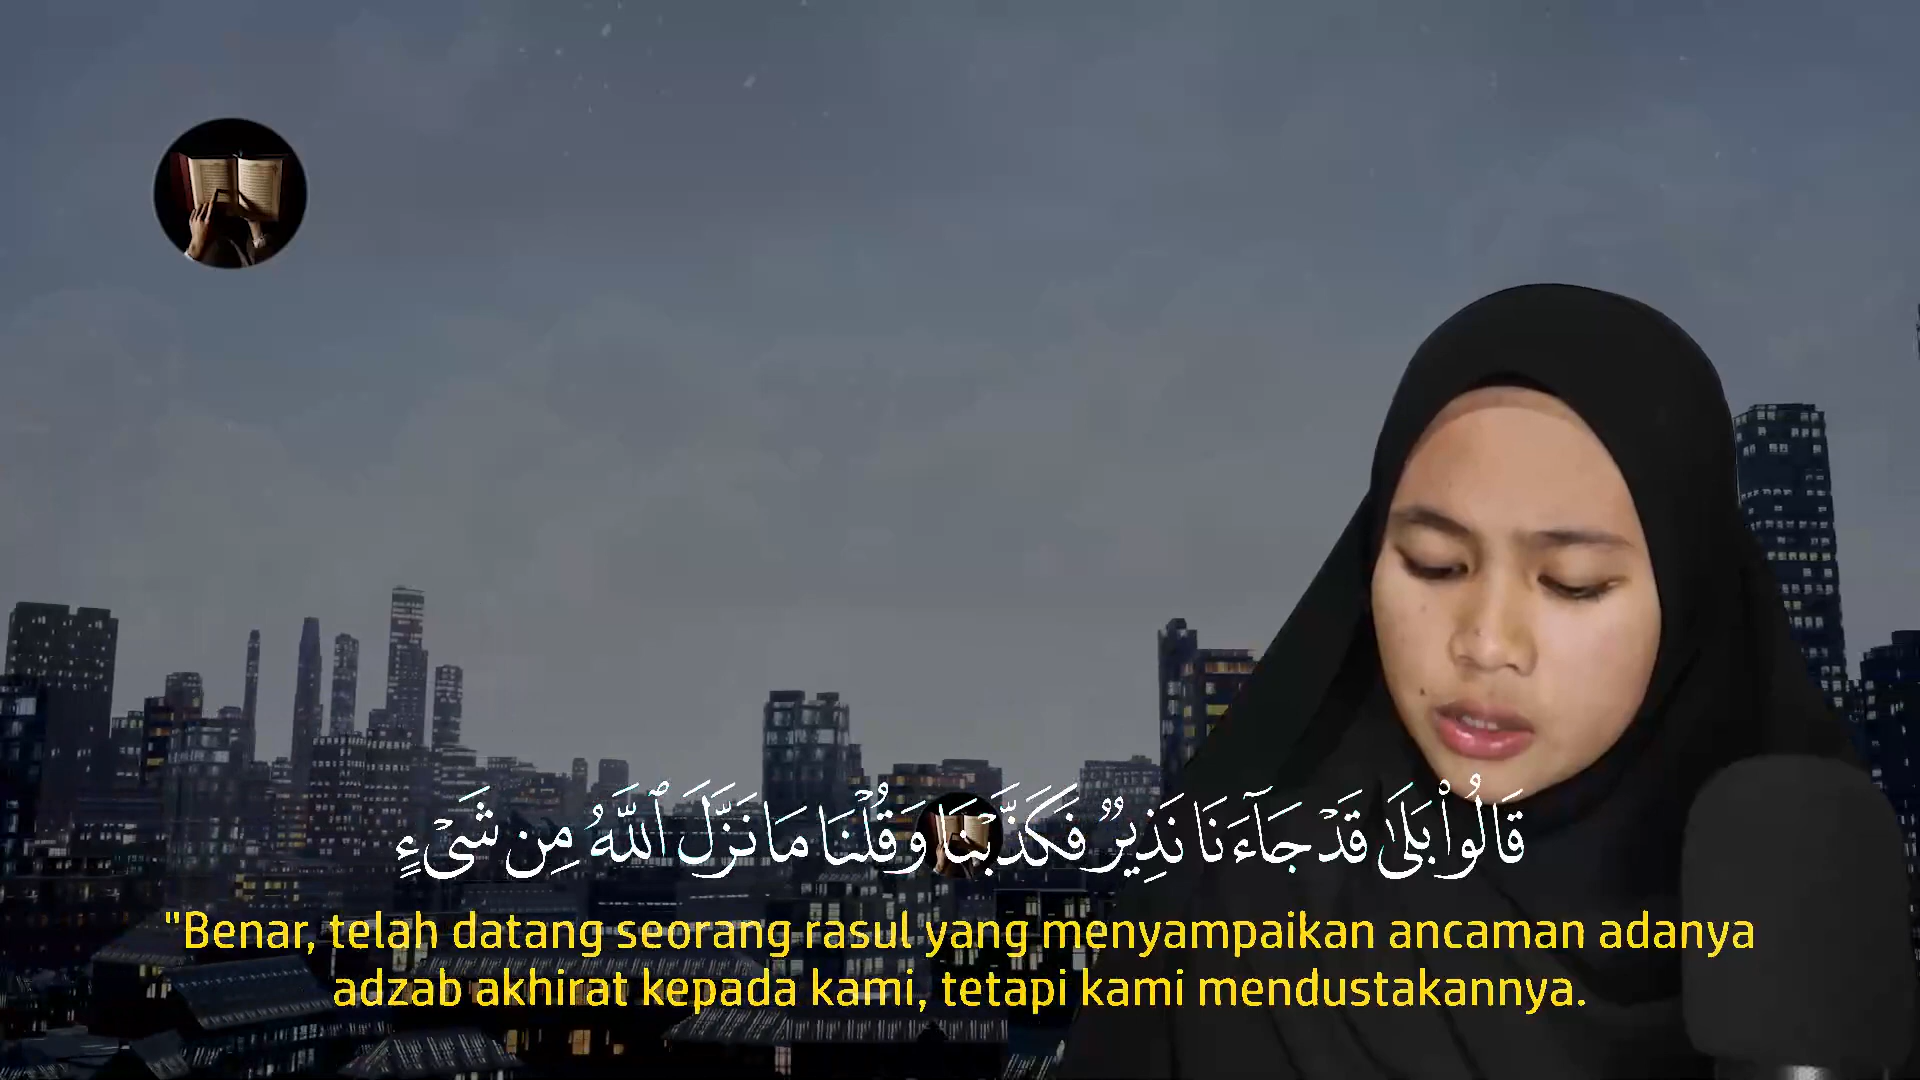 قَالُوا۟ بَلَىٰ قَدْ جَآءَنَا نَذِيرٌ فَكَذَّبْنَا وَقُلْنَا مَا نَزَّلَ ٱللَّهُ مِن شَىْءٍ
"Benar, telah datang seorang rasul yang menyampaikan ancaman adanya
adzab akhirat kepada kami, tetapi kami mendustakannya.